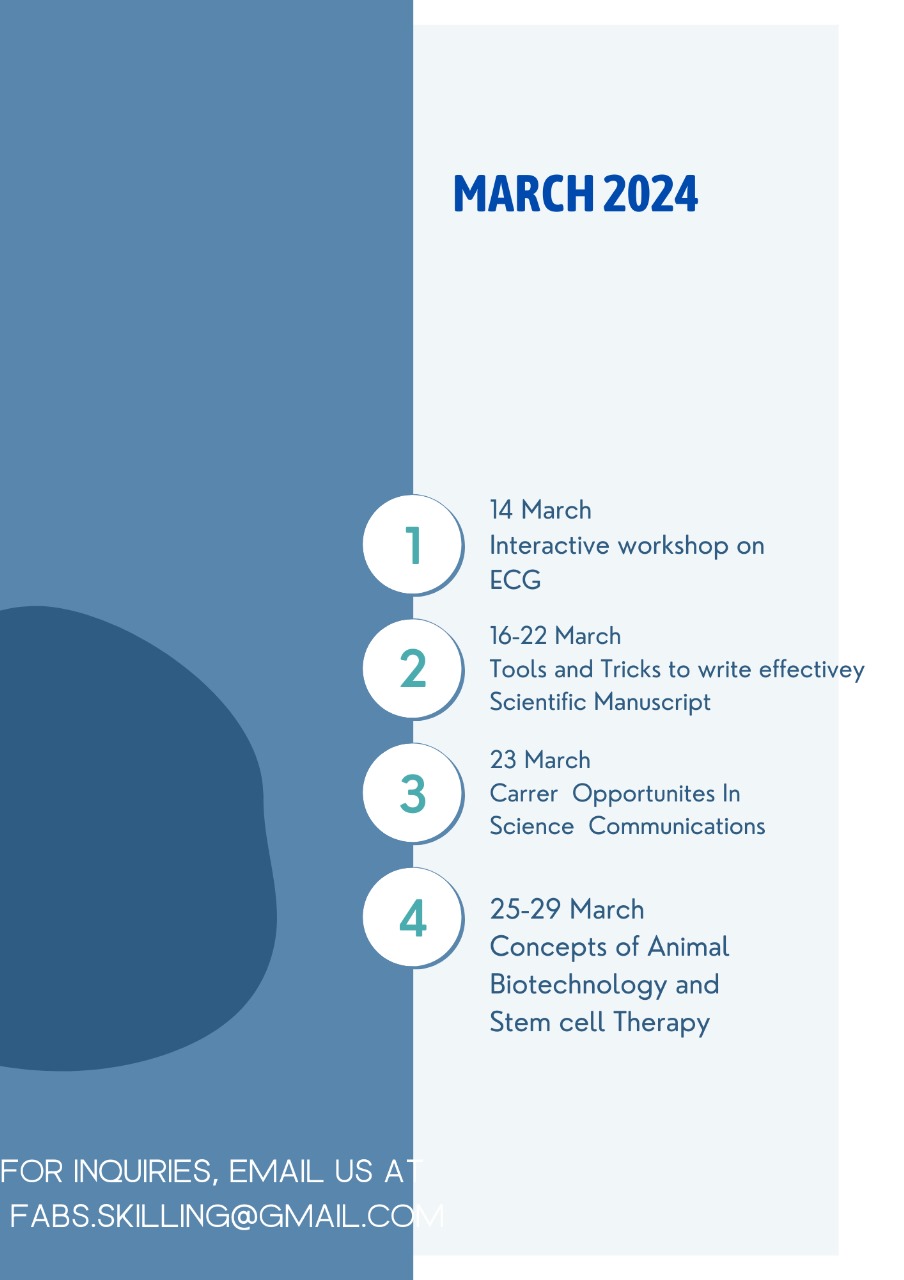 MARCH 2024
1
14 March
Interactive workshop on
ECG
2
16-22 March
Tools and Tricks to write effectivey
Scientific Manuscript
3
23 March
Carrer Opportunites In
Science Communications
4
25-29 March
Concepts of Animal
Biotechnology and
Stem cell Therapy
FOR INQUIRIES, EMAIL US AT
FABS.SKILLING@GMAIL.COM